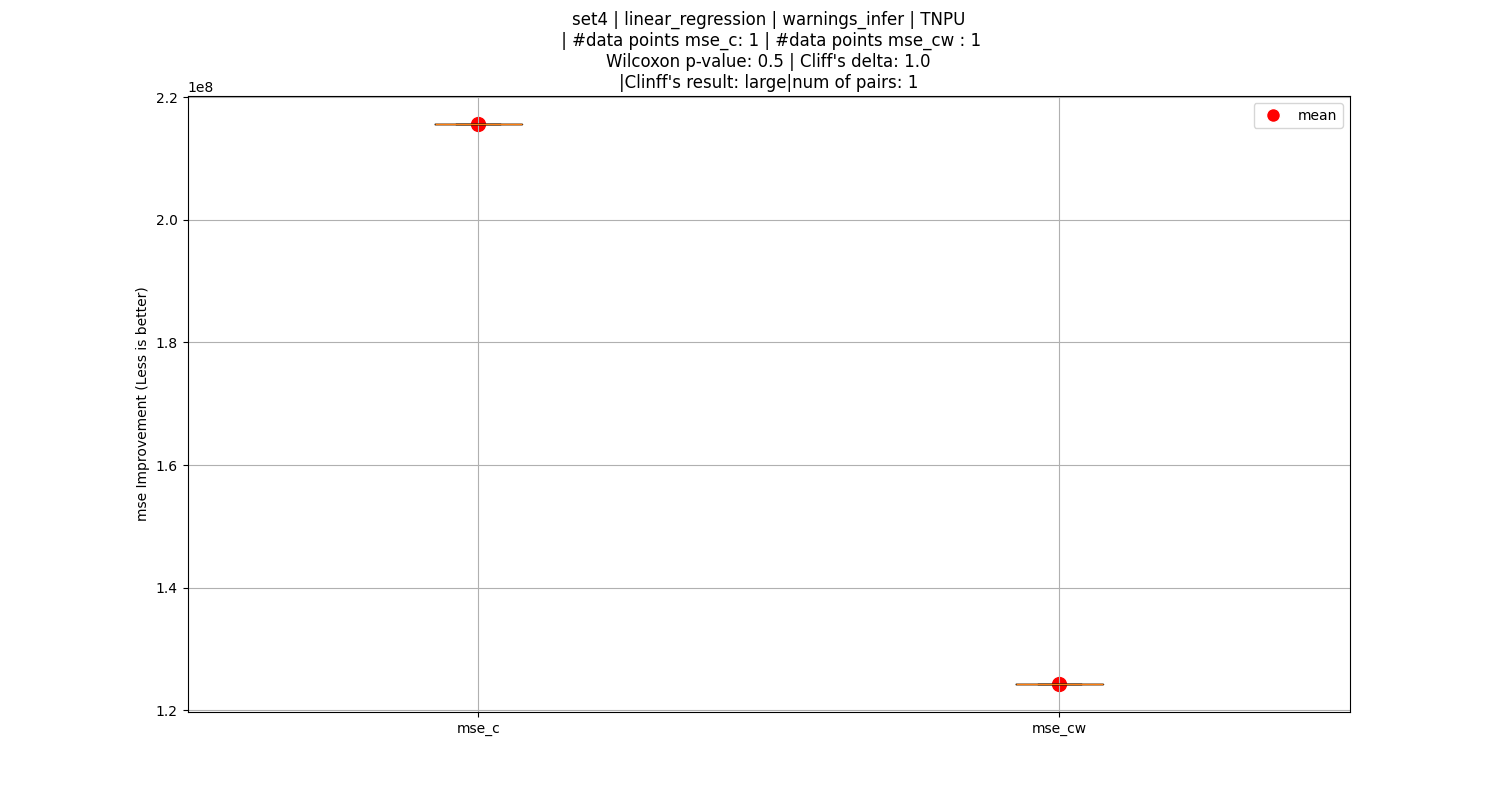 set4 | linear_regression | warnings_infer | TNPU
| #data points mse_c: 1 | #data points mse_cw : 1
Wilcoxon p-value: 0.5 | Cliff's delta: 1.0
|Clinff's result: large|num of pairs: 1
1e8
2.2
2.0
1.8
1.6
1.4
1.2
mse Improvement (Less is better)
mean
mse_c
mse_cw